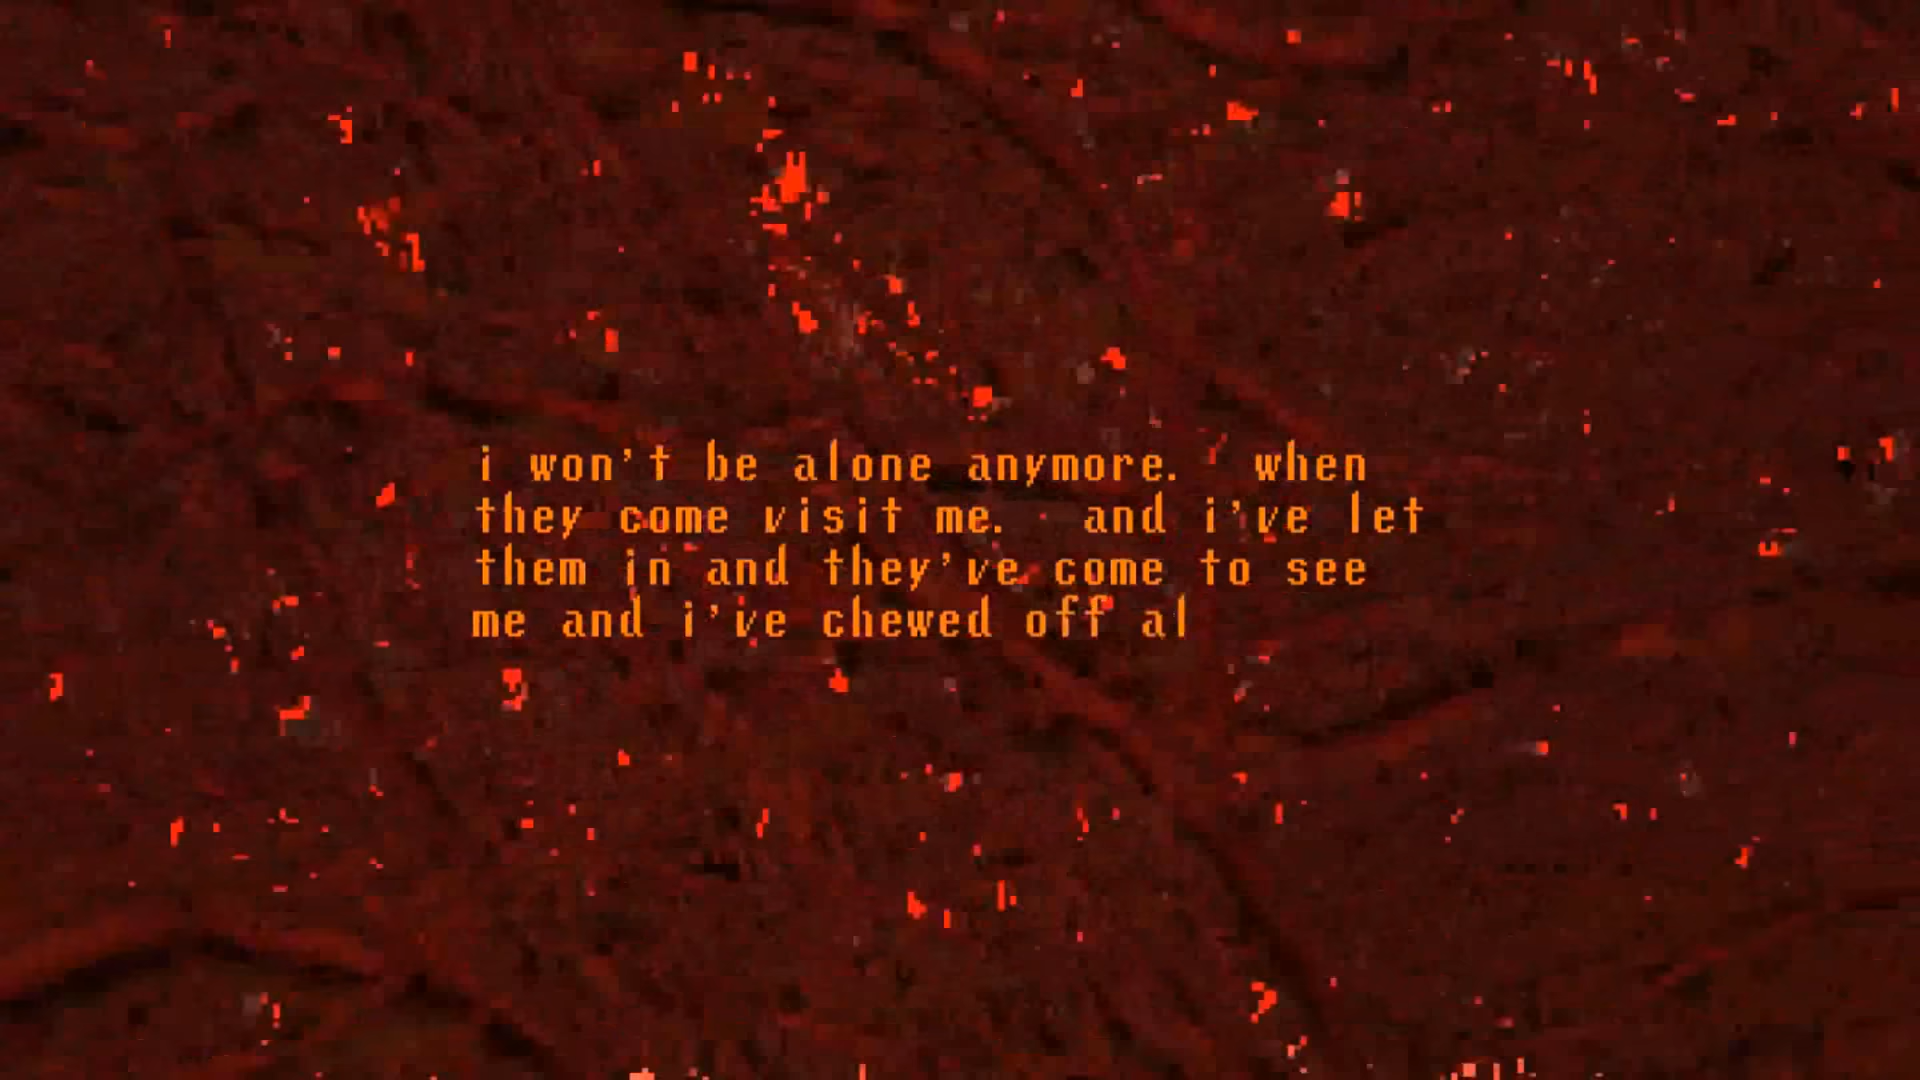 i won't be alone anymore.  when
they come visit me.  and i've let
them in and they've come to see
me and i've chewed off al